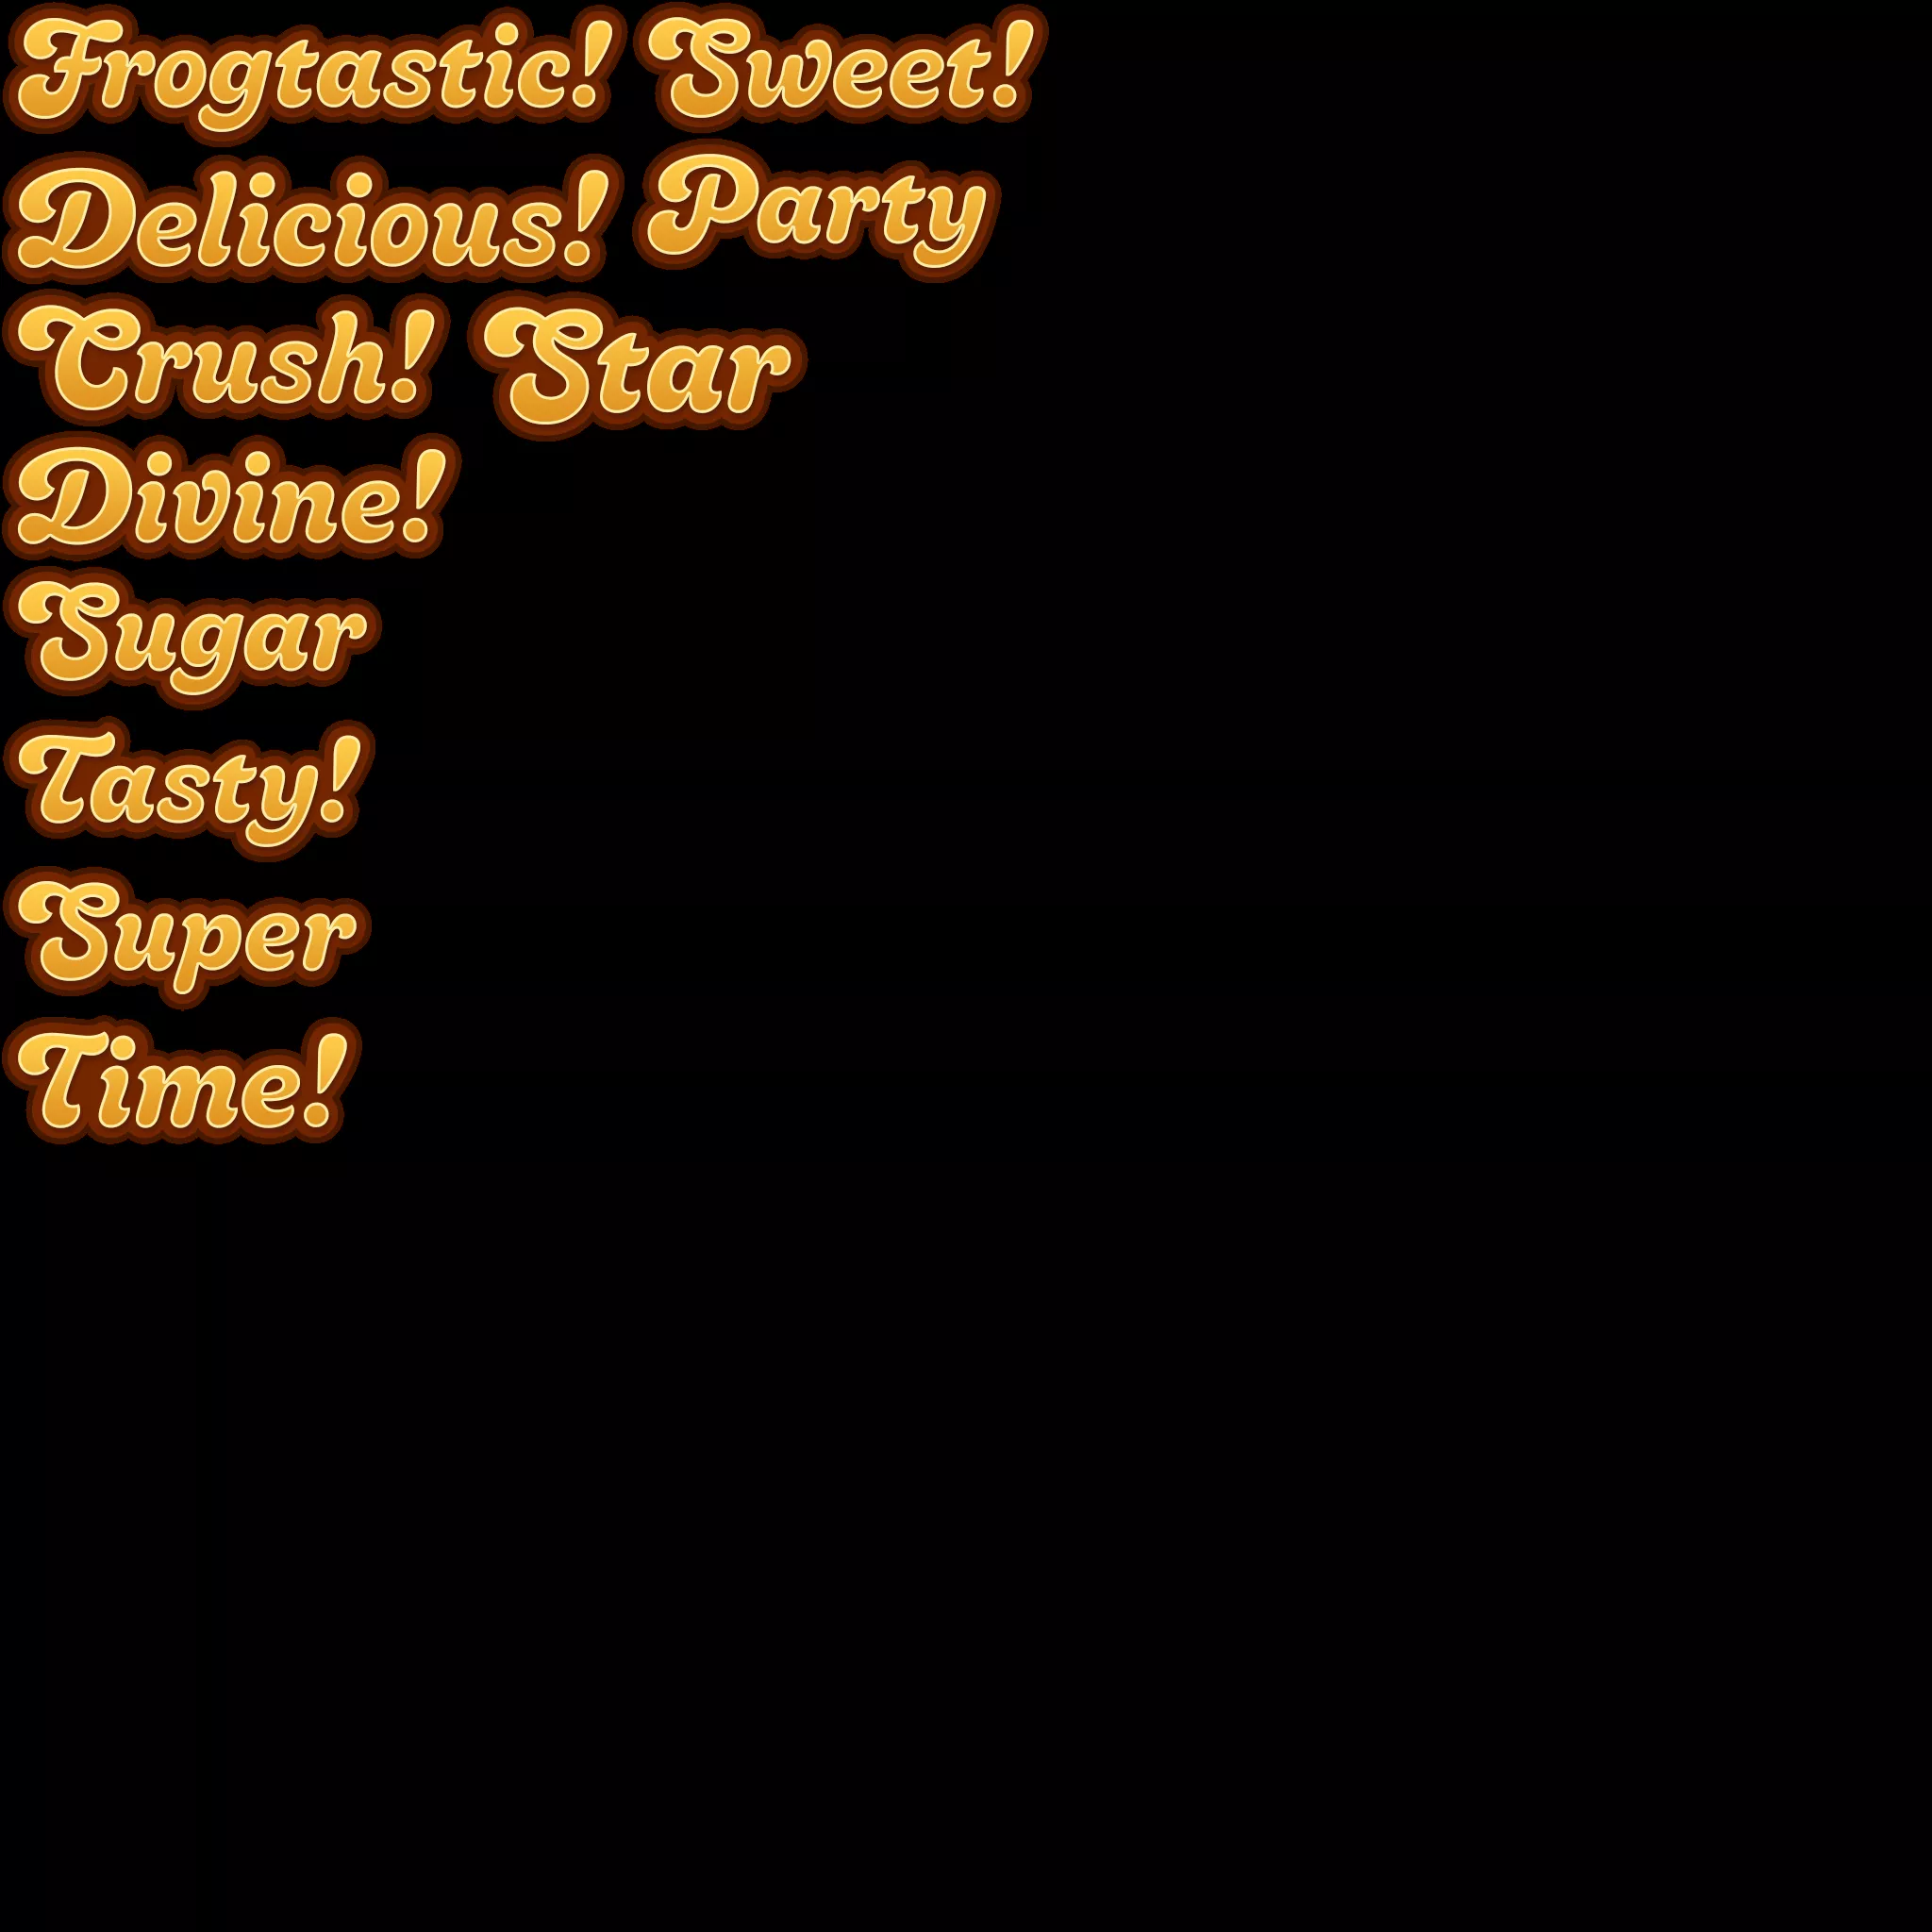 Frogtastic! Sweet!
Delicious! Party
Crush! Star
Divine!
Sugar
Tasty!
Super
Time!